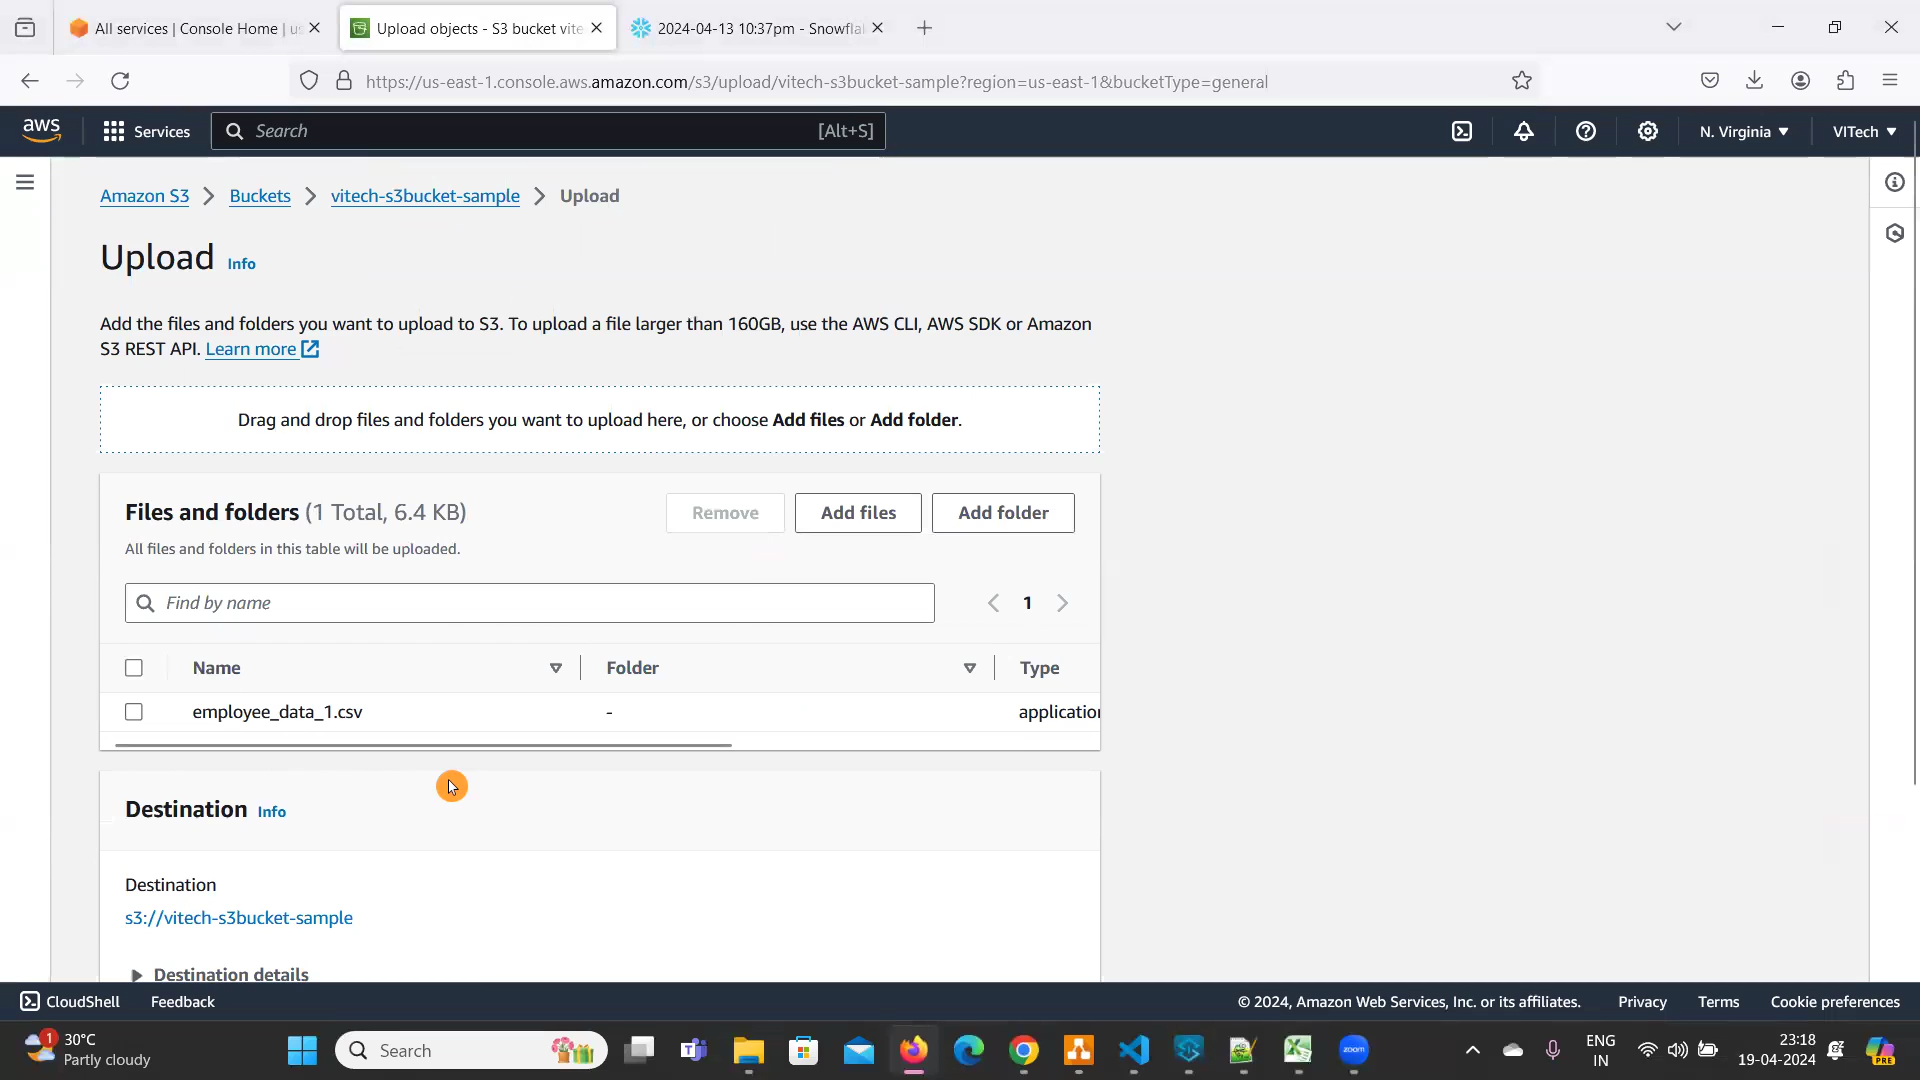 All services | Console Home | us
Upload objects - S3 bucket vite
2024-04-13 10:37pm - Snowfla
https://us-east-1.console.aws.amazon.com/s3/upload/vitech-s3bucket-sample?region=us-east-1&bucketType=general
aws
Services
Search
[Alt+S]
N. Virginia
VITech
Amazon S3 > Buckets > vitech-s3bucket-sample > Upload
Upload Info
Add the files and folders you want to upload to S3. To upload a file larger than 160GB, use the AWS CLI, AWS SDK or Amazon
S3 REST API. Learn more
Drag and drop files and folders you want to upload here, or choose Add files or Add folder.
Files and folders (1 Total, 6.4 KB)
Remove
Add files
Add folder
All files and folders in this table will be uploaded.
Find by name
1
Name
Folder
Type
employee_data_1.csv
-
application
Destination Info
Destination
s3://vitech-s3bucket-sample
Destination details
CloudShell
Feedback
© 2024, Amazon Web Services, Inc. or its affiliates.
Privacy
Terms
Cookie preferences
1
30°C
Partly cloudy
Search
zoom
ENG
IN
23:18
19-04-2024
PRE